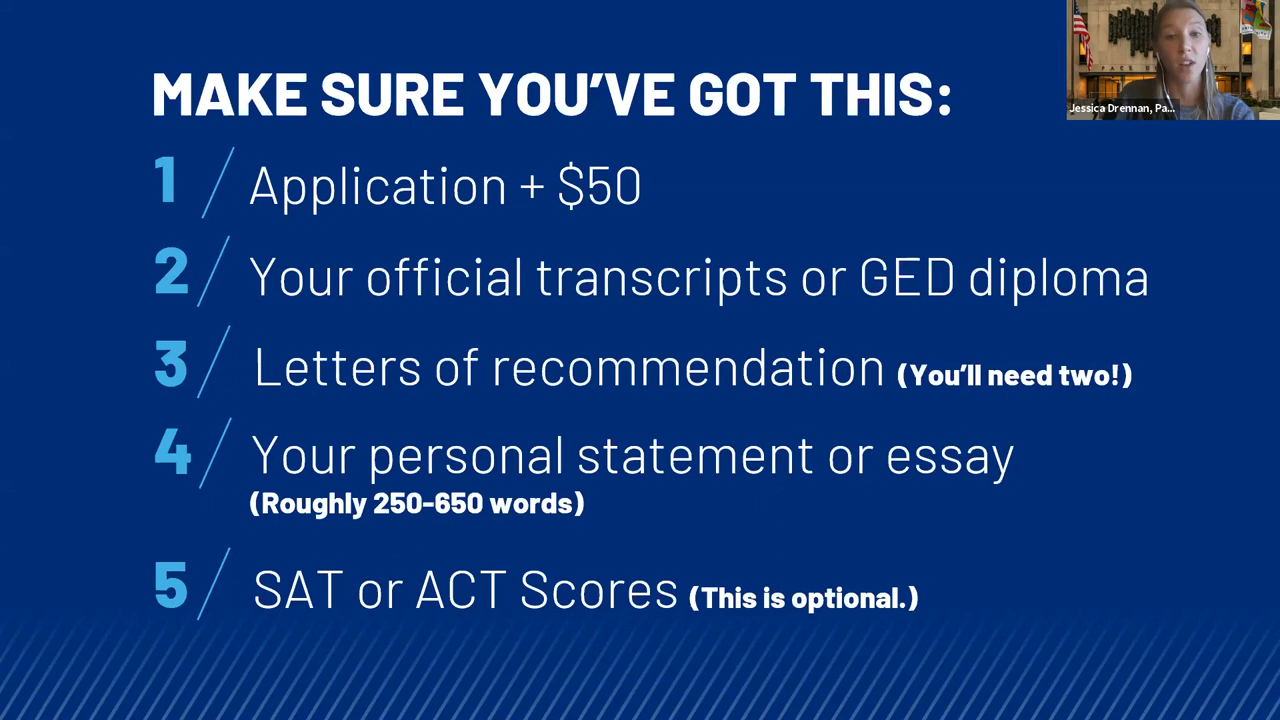 MAKE SURE YOU'VE GOT THIS:
1 Application + $50
2 Your official transcripts or GED diploma
3 Letters of recommendation (You'll need two!)
4 Your personal statement or essay
(Roughly 250-650 words)
5 SAT or ACT Scores (This is optional.)
Jessica Drennan, Pa...